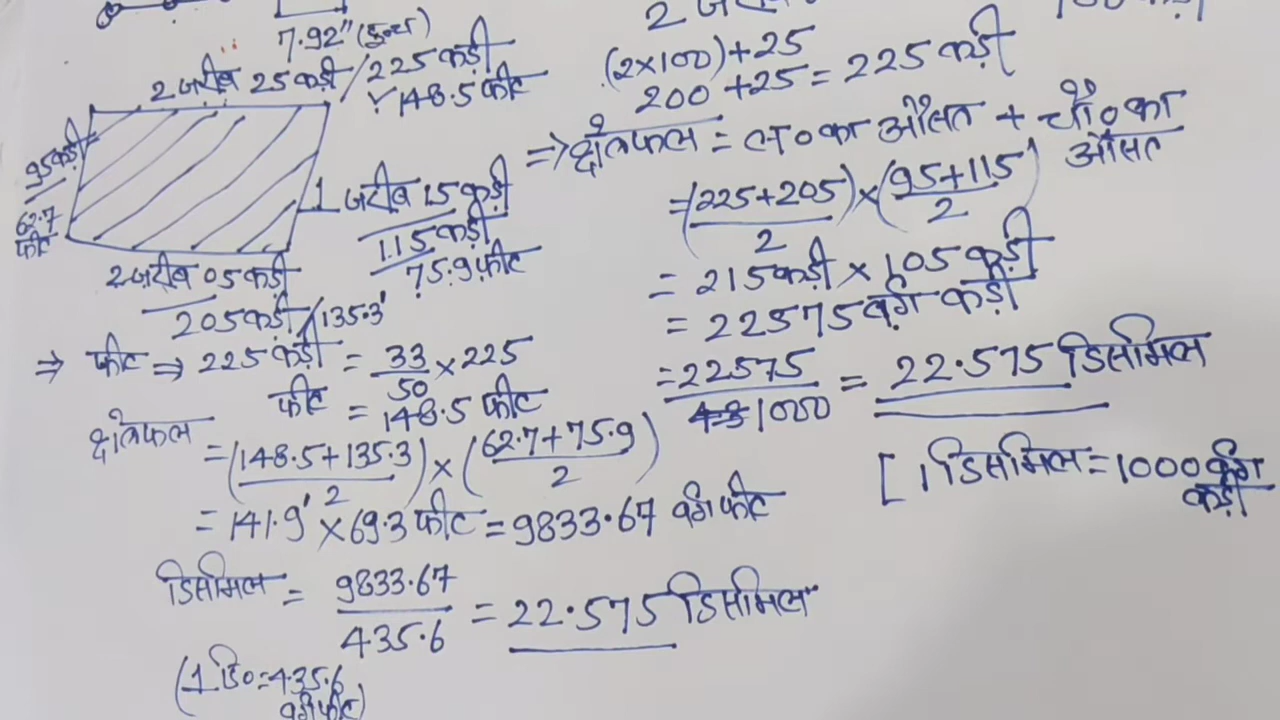 7.92" (इन्च)
2 जरीब 25 कड़ी / 225 कड़ी
148.5 फीट
95 कड़ी
62.7
फीट
1 जरीब 15 कड़ी
115 कड़ी
75.9 फीट
2 जरीब 05 कड़ी
205 कड़ी / 135.3'
⇒ फीट ⇒ 225 कड़ी = 33/50 × 225
फीट = 148.5 फीट
क्षेत्रफल
= (148.5+135.3/2) × (62.7+75.9/2)
= 141.9' × 69.3 फीट = 9833.67 वर्ग फीट
डिसमिल = 9833.67/435.6 = 22.575 डिसमिल
(1 डि० = 435.6
वर्ग फीट)
(2×100)+25
200+25 = 225 कड़ी
⇒ क्षेत्रफल = ल० का औसत + चौ० का
औसत
= (225+205/2) × (95+115/2)
= 215 कड़ी × 105 कड़ी
= 22575 वर्ग कड़ी
= 22575/1000 = 22.575 डिसमिल
[1 डिसमिल = 1000 वर्ग
कड़ी